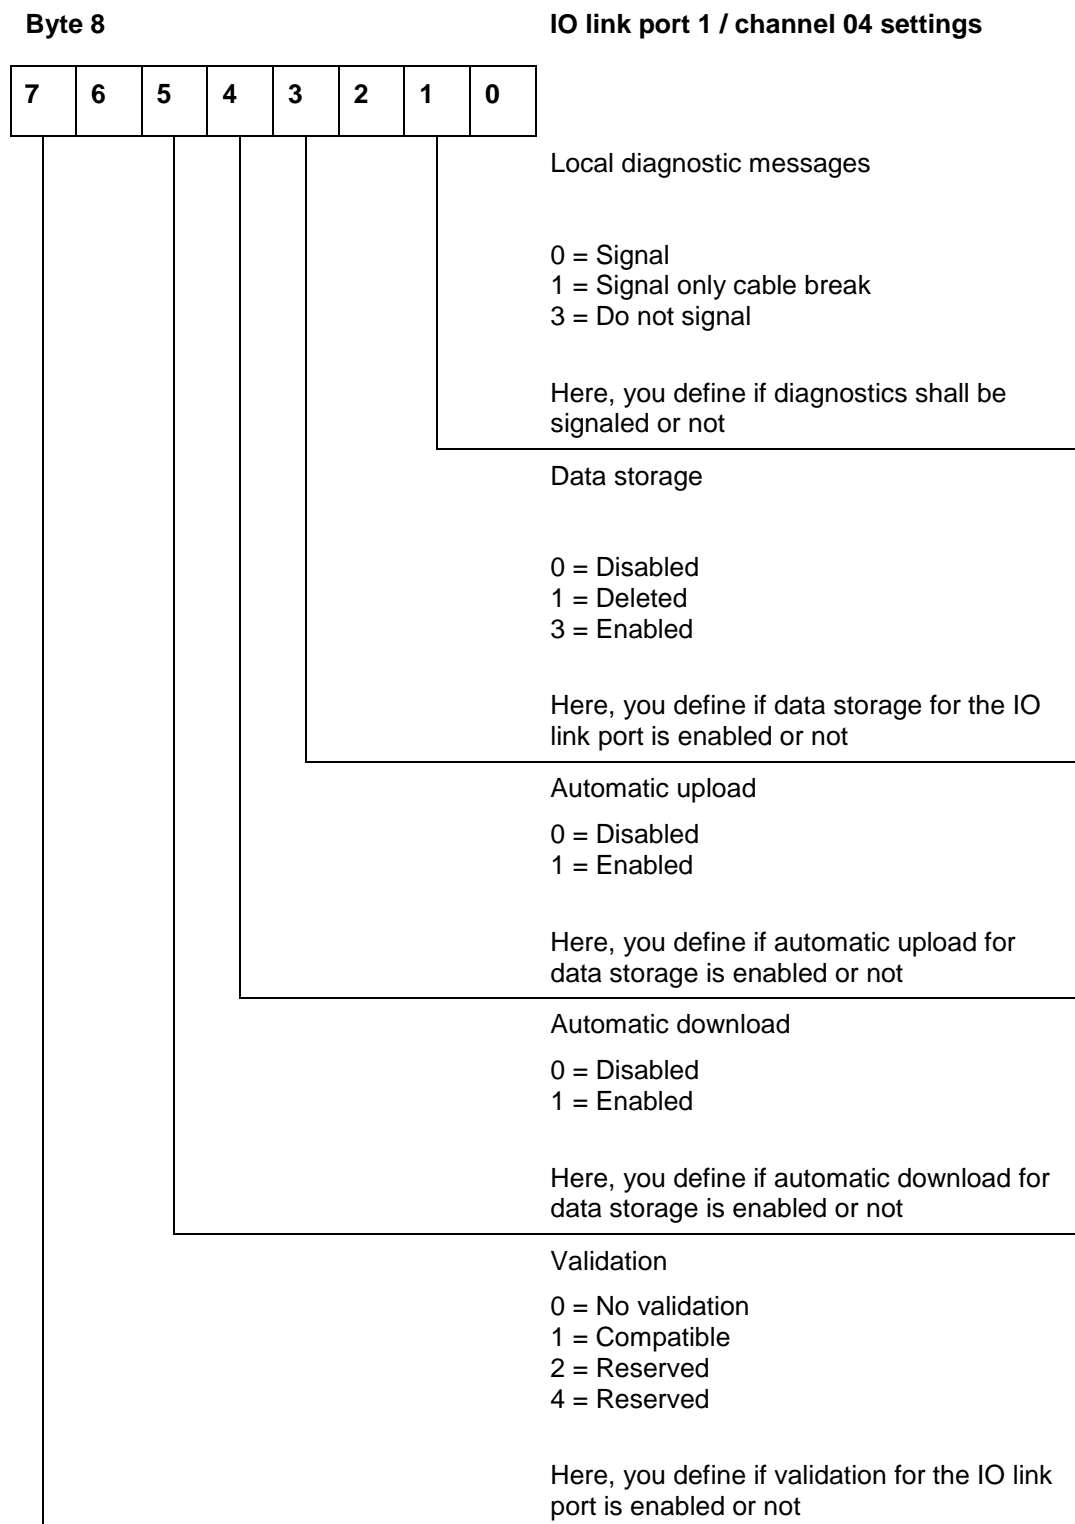 Byte 8 IO link port 1 / channel 04 settings
7 6 5 4 3 2 1 0
Local diagnostic messages
0 = Signal
1 = Signal only cable break
3 = Do not signal
Here, you define if diagnostics shall be
signaled or not
Data storage
0 = Disabled
1 = Deleted
3 = Enabled
Here, you define if data storage for the IO
link port is enabled or not
Automatic upload
0 = Disabled
1 = Enabled
Here, you define if automatic upload for
data storage is enabled or not
Automatic download
0 = Disabled
1 = Enabled
Here, you define if automatic download for
data storage is enabled or not
Validation
0 = No validation
1 = Compatible
2 = Reserved
4 = Reserved
Here, you define if validation for the IO link
port is enabled or not